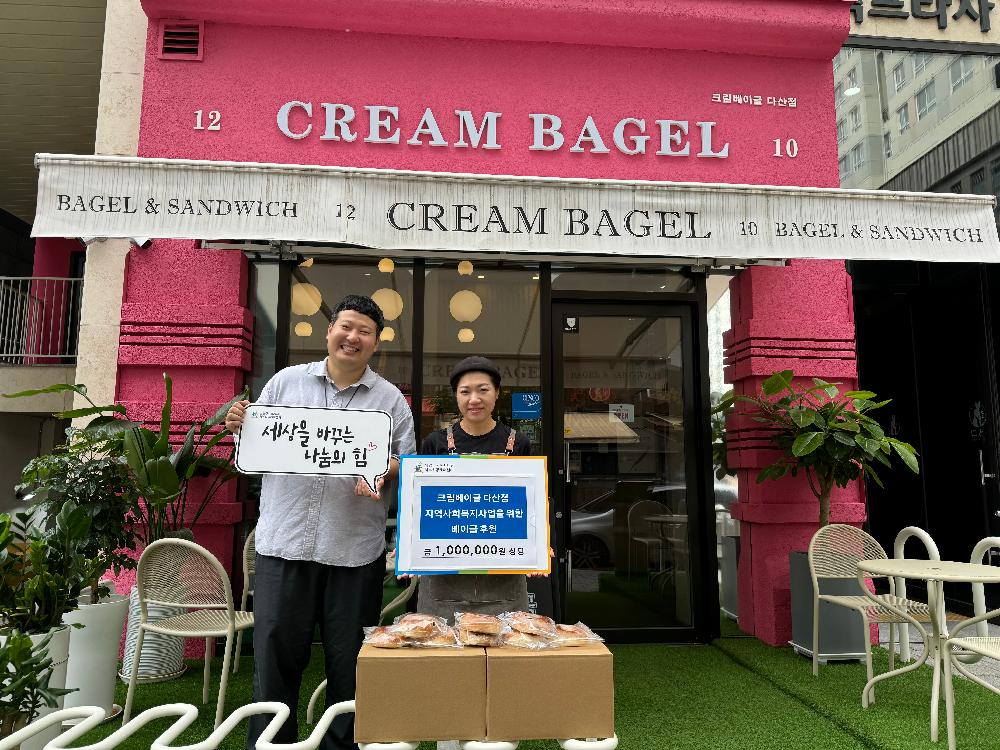 크림베이글 다산점
12 CREAM BAGEL 10
BAGEL & SANDWICH 12 CREAM BAGEL 10 BAGEL & SANDWICH
CREAM BAGEL
OPEN
세상을 바꾸는
나눔의 힘
크림베이글 다산점
지역사회복지사업을 위한
베이글 후원
금 1,000,000원 상당